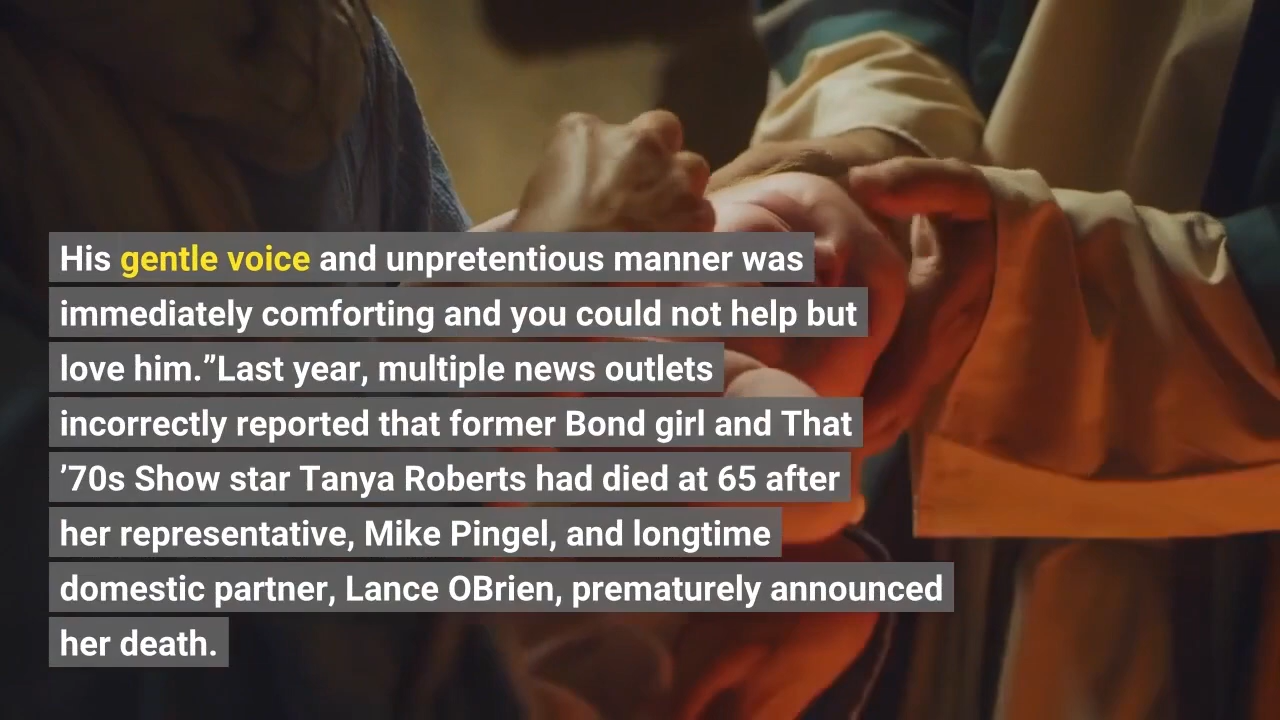 His gentle voice and unpretentious manner was
immediately comforting and you could not help but
love him.”Last year, multiple news outlets
incorrectly reported that former Bond girl and That
’70s Show star Tanya Roberts had died at 65 after
her representative, Mike Pingel, and longtime
domestic partner, Lance OBrien, prematurely announced
her death.